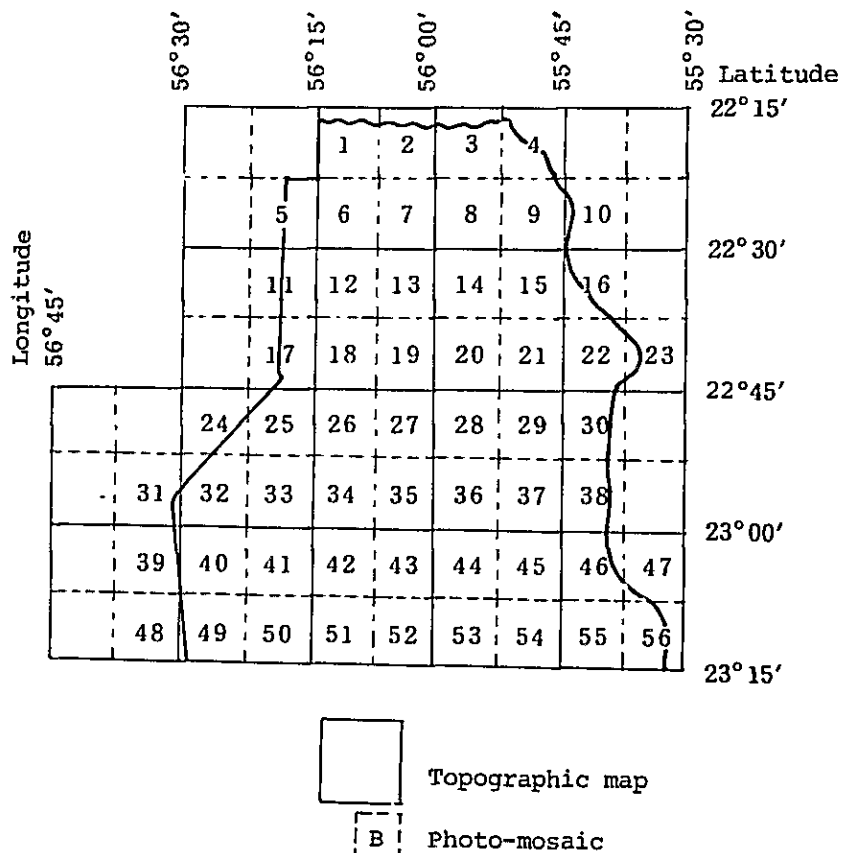 56°30′ 56°15′ 56°00′ 55°45′ 55°30′
Latitude
22°15′
1 2 3 4
5 6 7 8 9 10
22°30′
11 12 13 14 15 16
Longitude
56°45′
17 18 19 20 21 22 23
22°45′
24 25 26 27 28 29 30
31 32 33 34 35 36 37 38
23°00′
39 40 41 42 43 44 45 46 47
48 49 50 51 52 53 54 55 56
23°15′
Topographic map
B Photo-mosaic